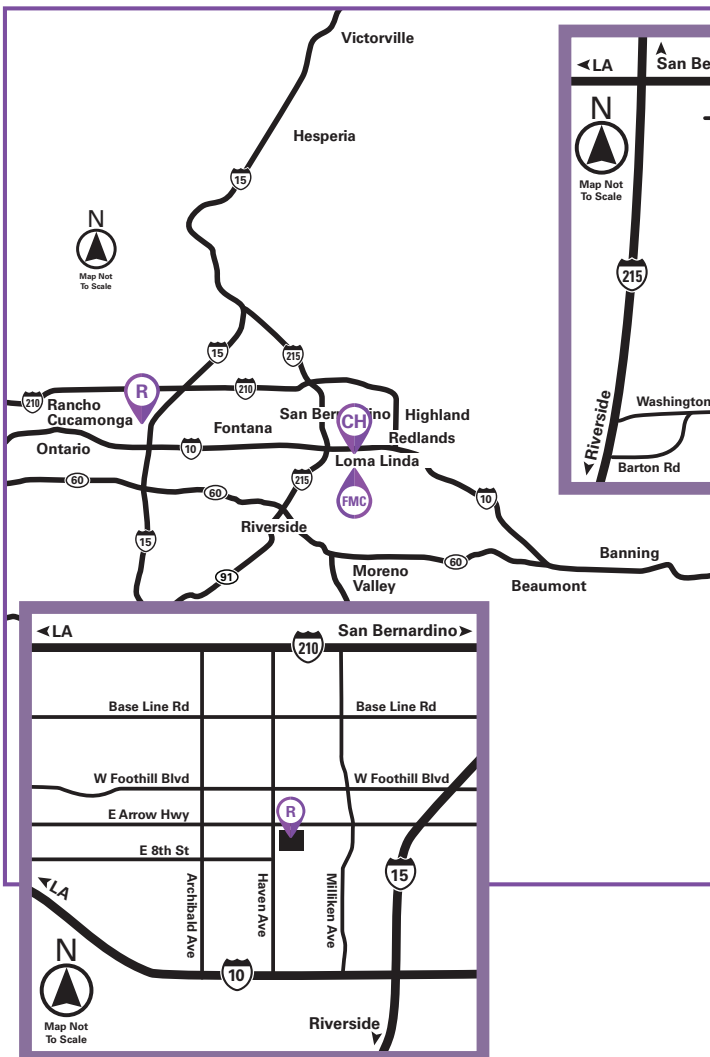 Victorville
Hesperia
15
N
Map Not
To Scale
15
215
210
210
R
Rancho
Cucamonga
Fontana
San Bernardino
CH
Highland
Redlands
Ontario
10
Loma Linda
60
60
215
FMC
10
Riverside
15
91
Moreno
Valley
60
Banning
Beaumont
LA
San Be
N
Map Not
To Scale
215
Washington
Riverside
Barton Rd
LA
San Bernardino
210
Base Line Rd
Base Line Rd
W Foothill Blvd
W Foothill Blvd
E Arrow Hwy
R
E 8th St
Archibald Ave
Haven Ave
Milliken Ave
15
LA
N
10
Map Not
To Scale
Riverside